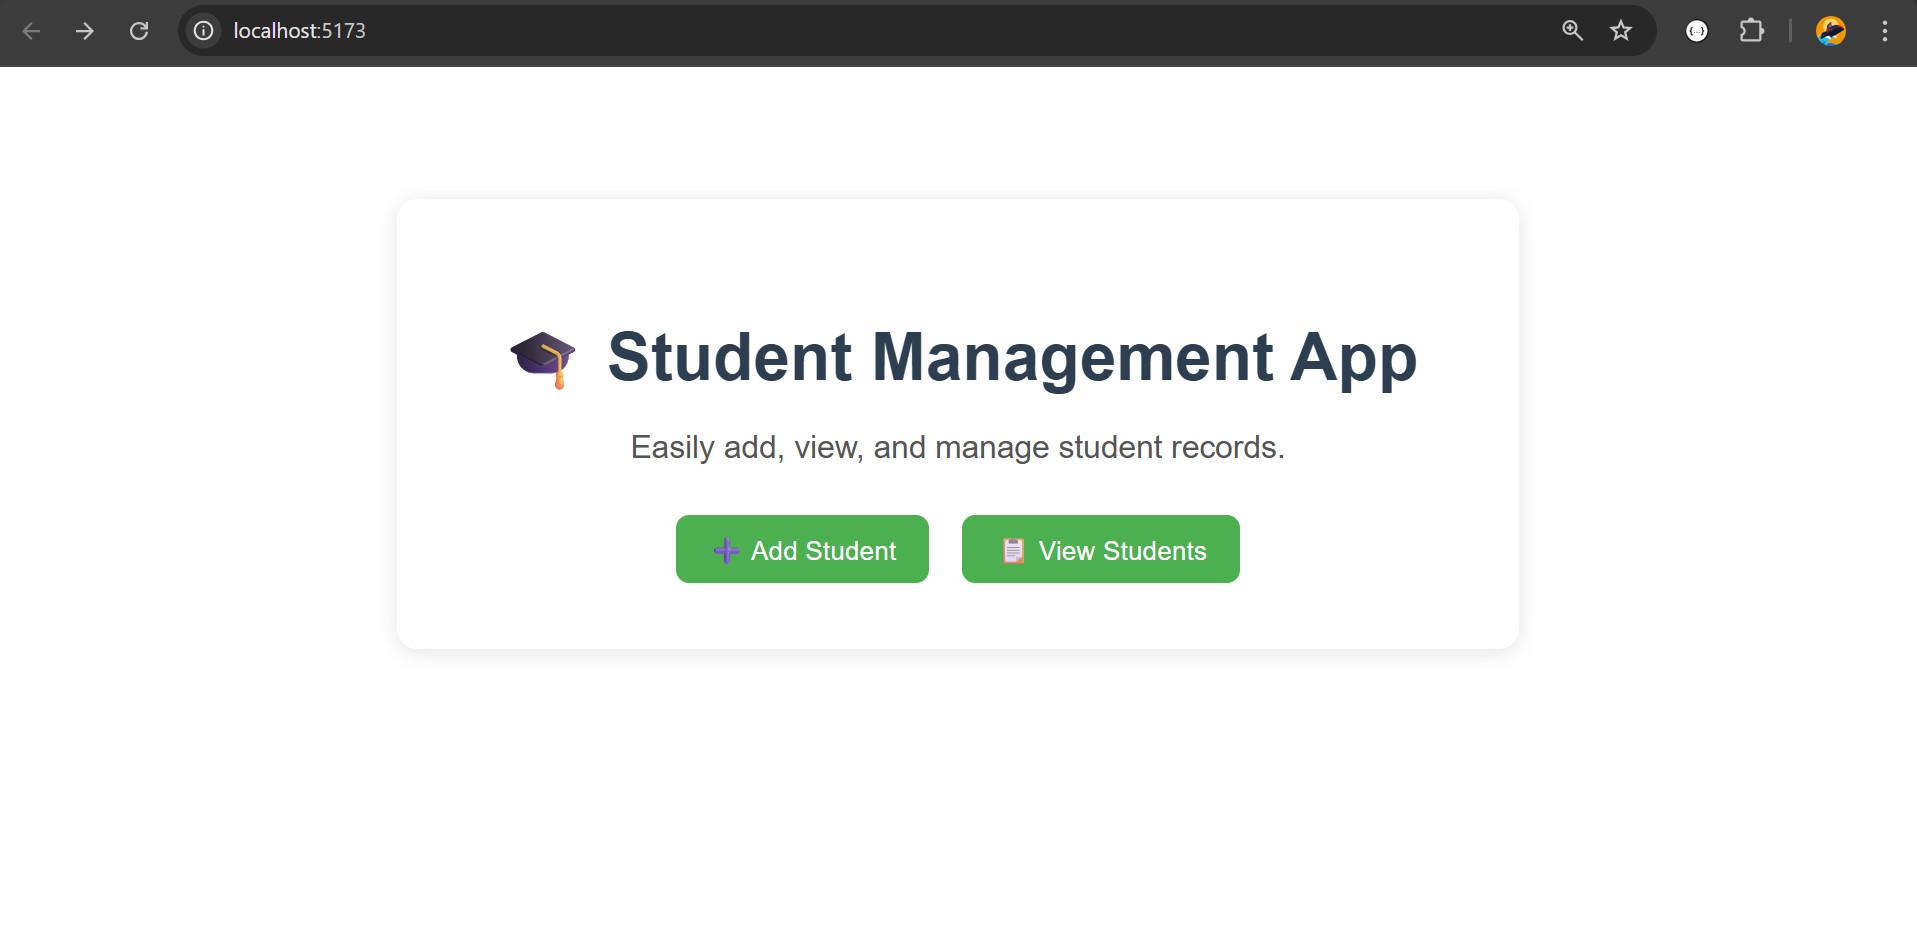 localhost:5173
Student Management App
Easily add, view, and manage student records.
Add Student
View Students